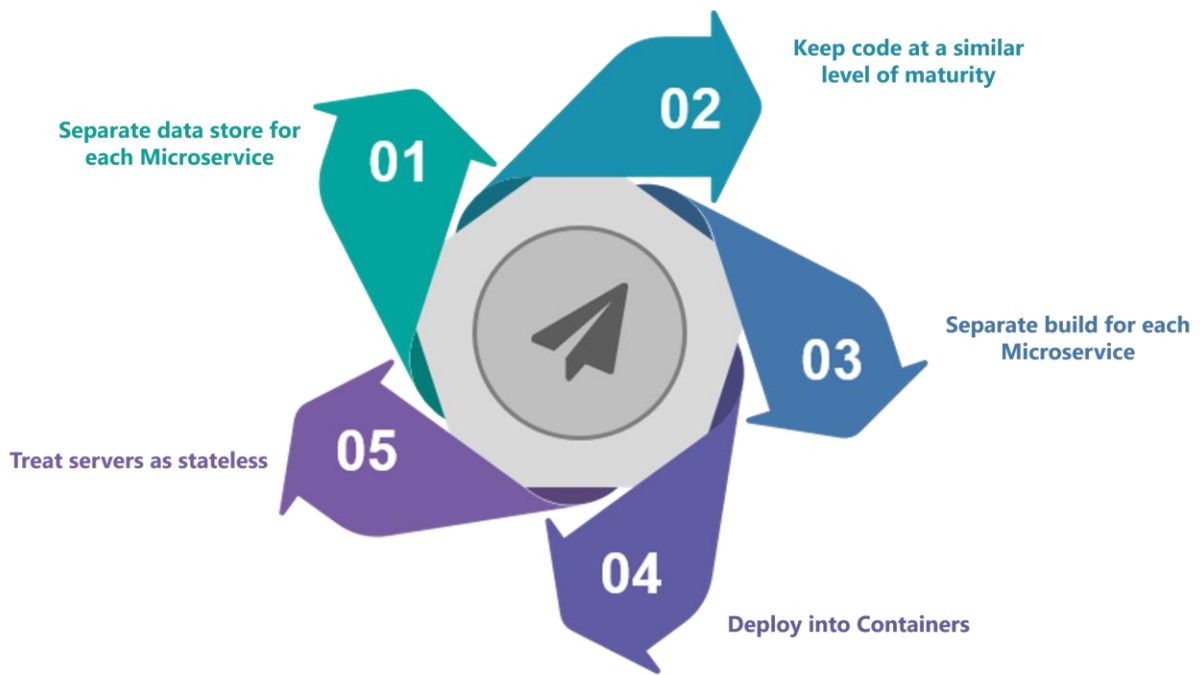 01
Separate data store for
each Microservice
02
Keep code at a similar
level of maturity
03
Separate build for each
Microservice
04
Deploy into Containers
05
Treat servers as stateless